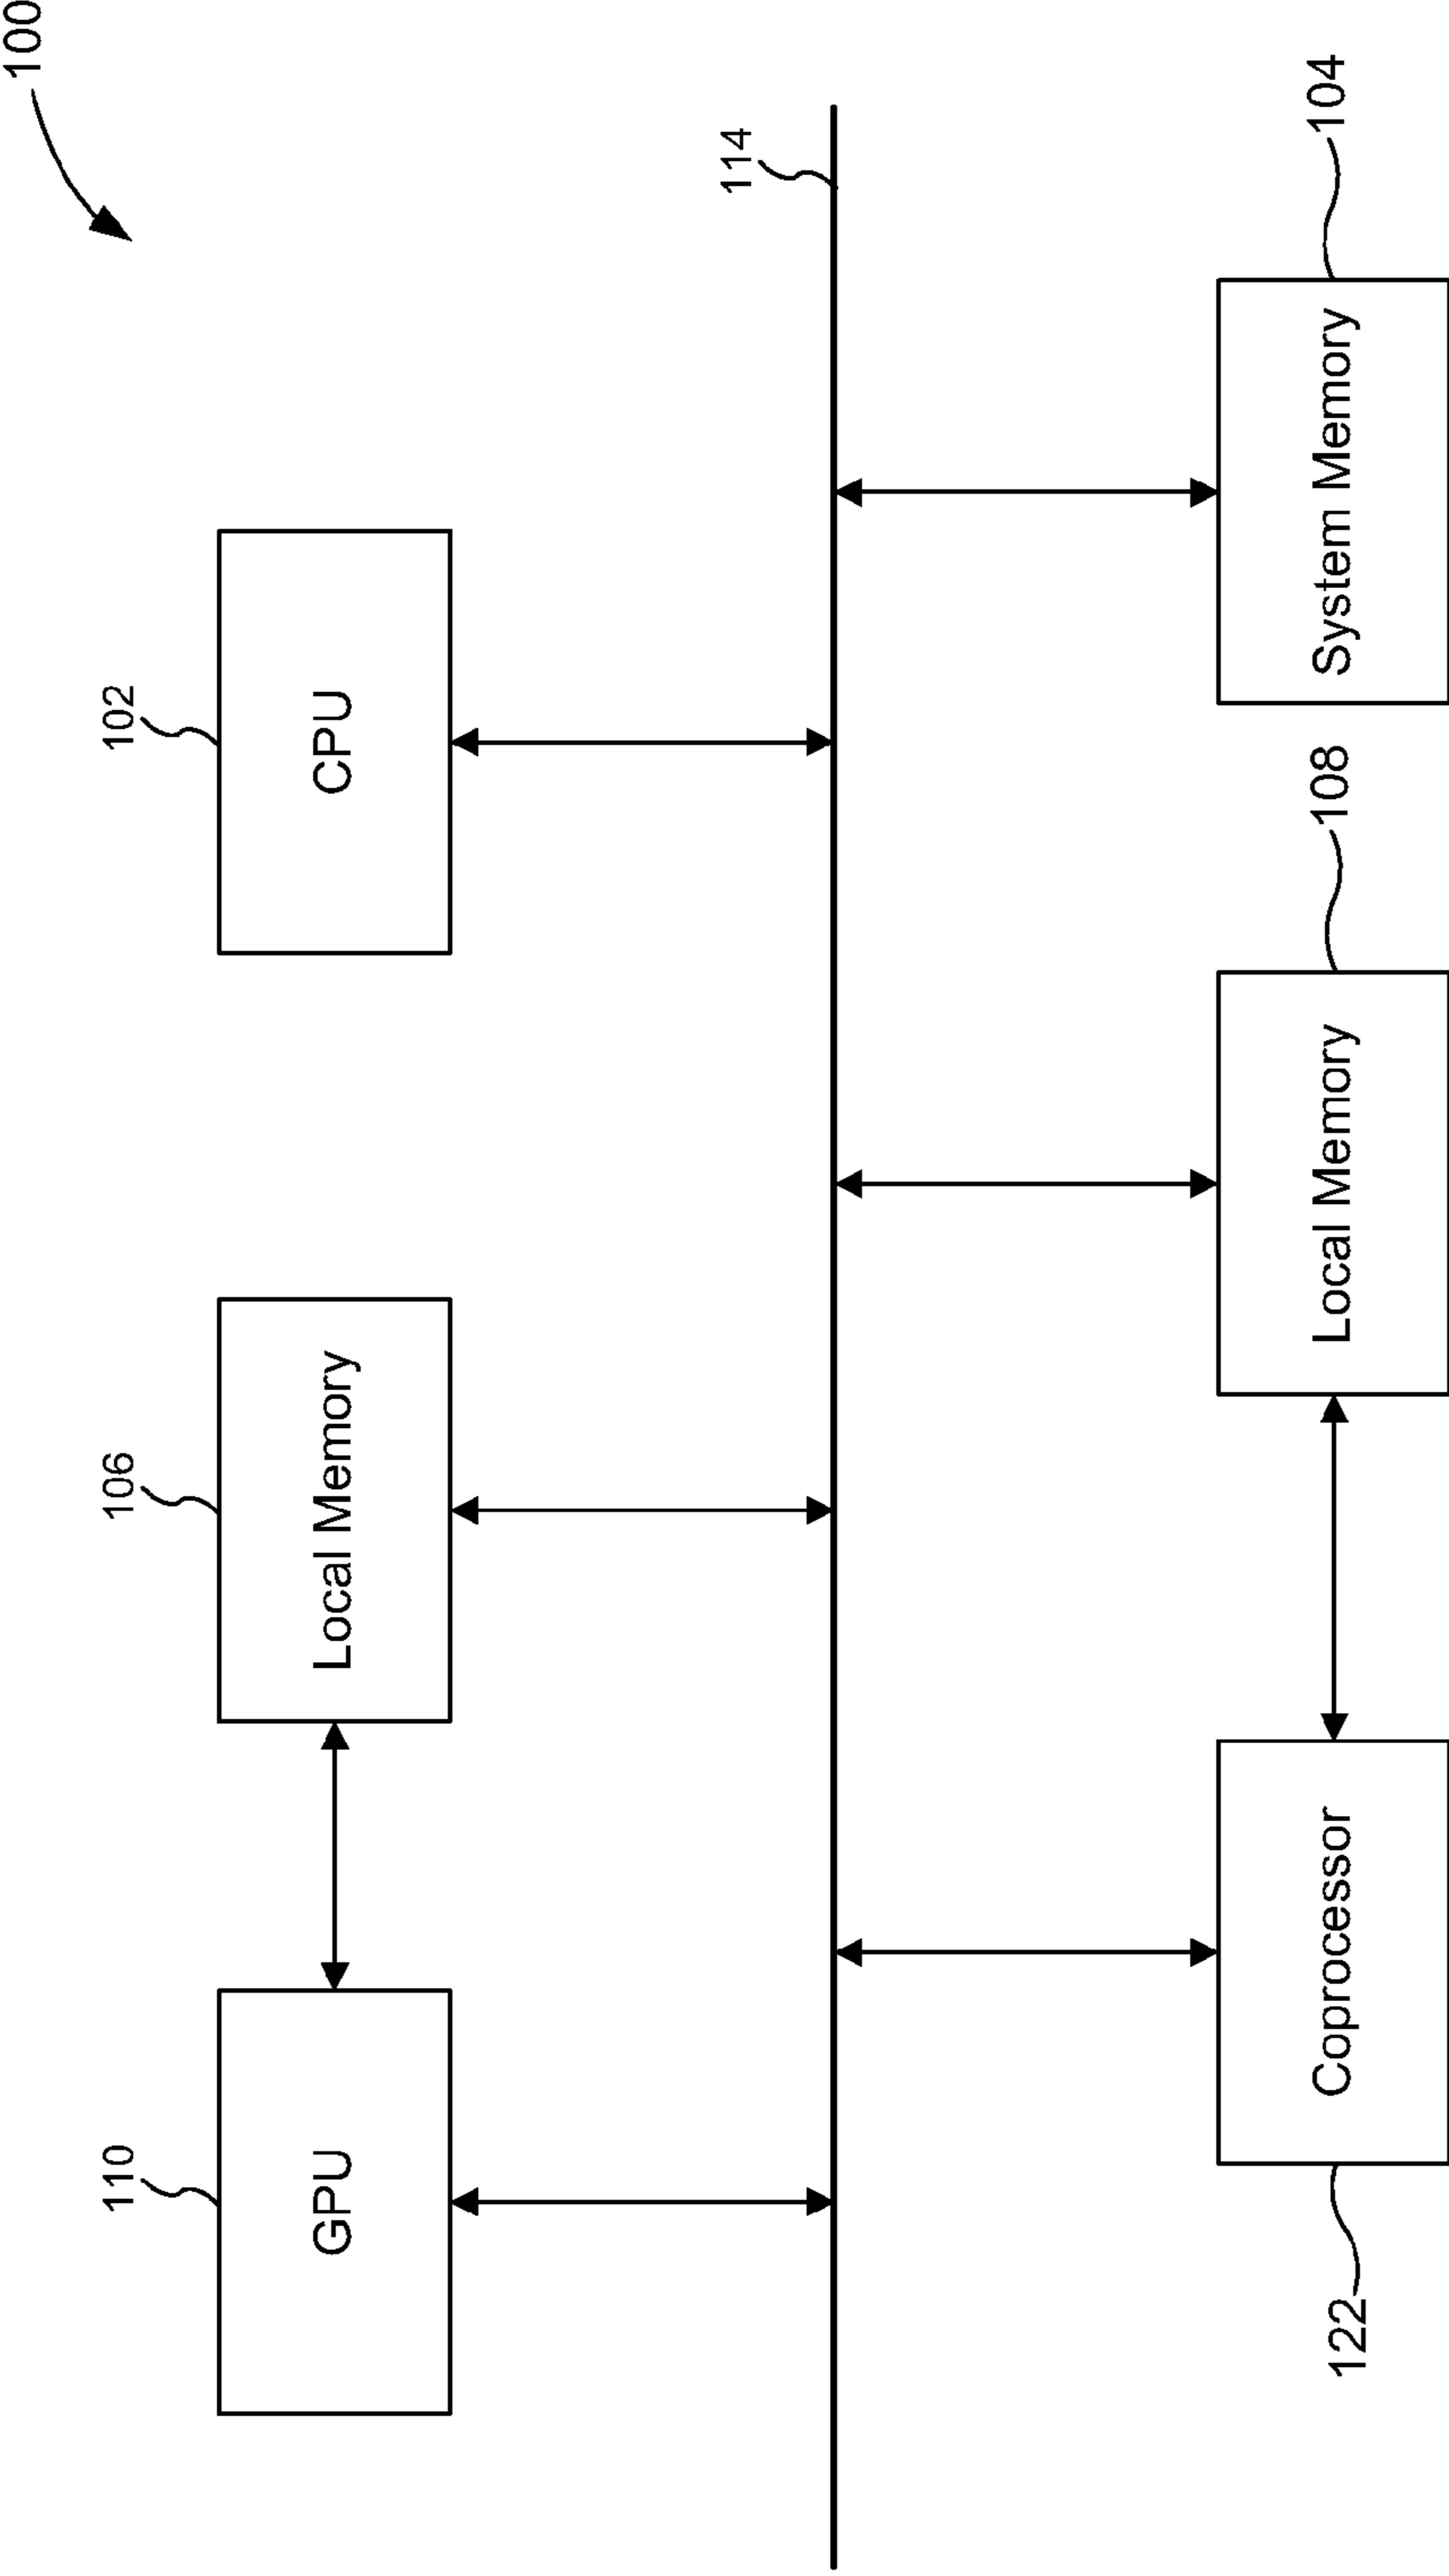 100
110
106
102
GPU
Local Memory
CPU
114
Coprocessor
Local Memory
System Memory
122
108
104